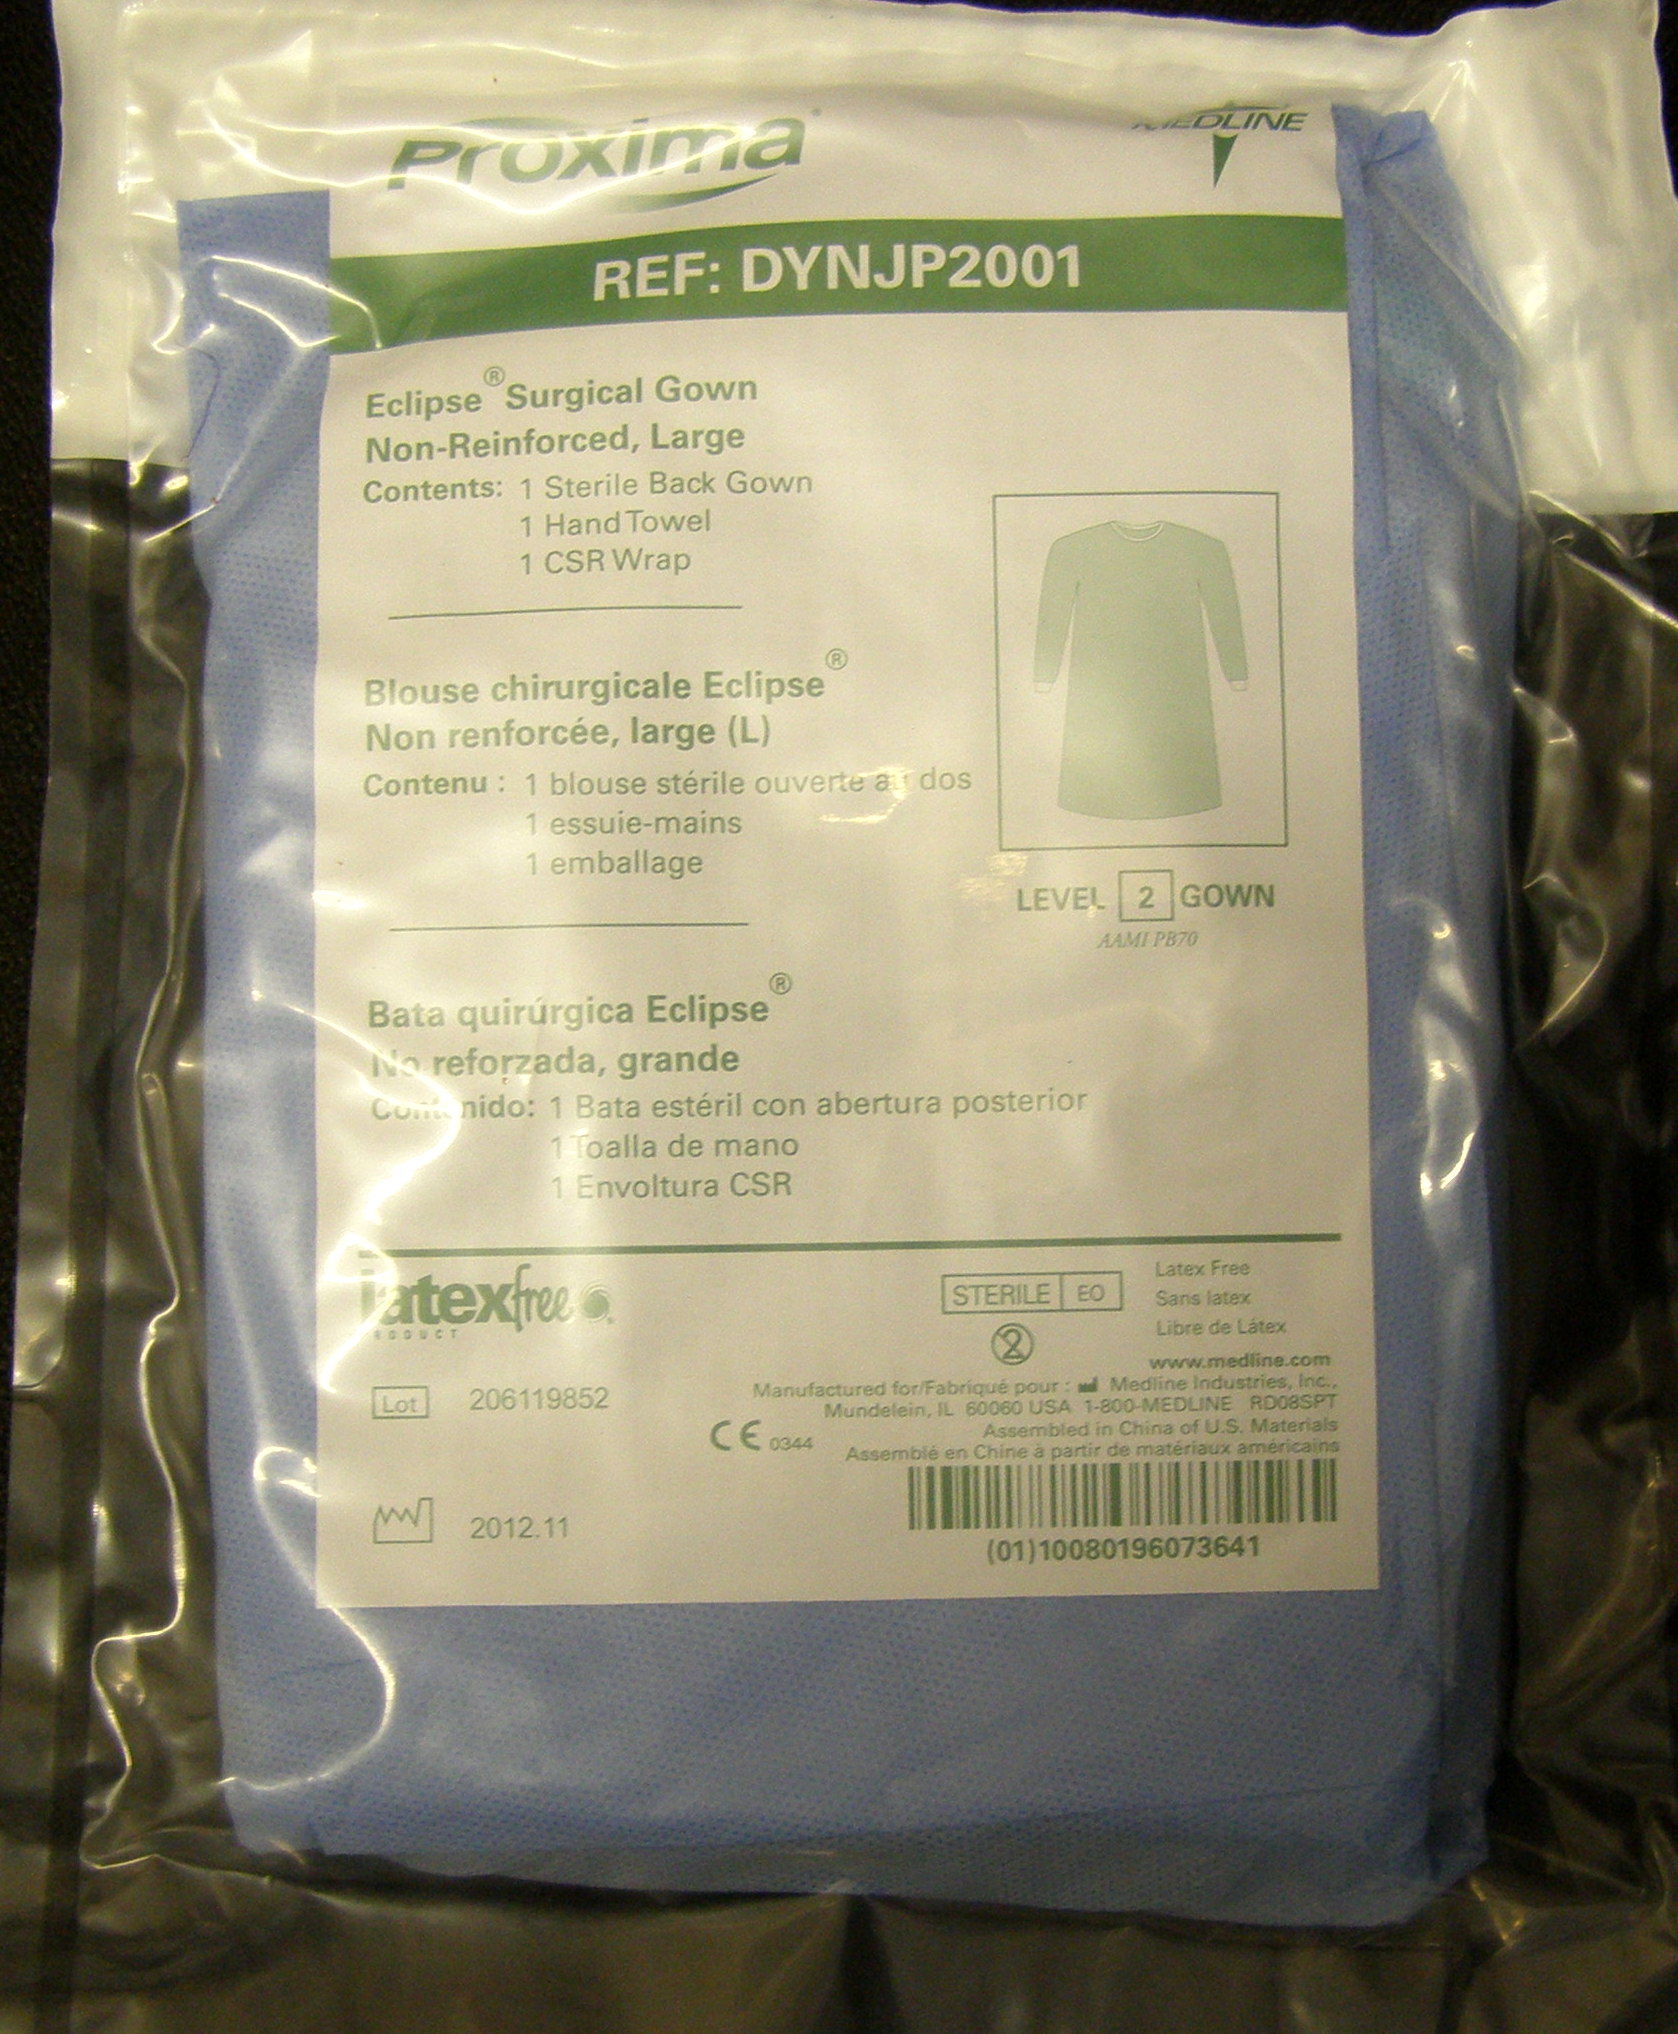 Proxima
MEDLINE
REF: DYNJP2001
Eclipse® Surgical Gown
Non-Reinforced, Large
Contents: 1 Sterile Back Gown
1 Hand Towel
1 CSR Wrap
Blouse chirurgicale Eclipse®
Non renforcée, large (L)
Contenu : 1 blouse stérile ouverte au dos
1 essuie-mains
1 emballage
LEVEL 2 GOWN
AAMI PB70
Bata quirúrgica Eclipse®
No reforzada, grande
Contenido: 1 Bata estéril con abertura posterior
1 Toalla de mano
1 Envoltura CSR
latexfree
PRODUCT
STERILE EO
2
Latex Free
Sans latex
Libre de Látex
www.medline.com
Lot 206119852
Manufactured for/Fabriqué pour : Medline Industries, Inc.,
Mundelein, IL 60060 USA 1-800-MEDLINE RD08SPT
Assembled in China of U.S. Materials
Assemblé en Chine à partir de matériaux américains
CE 0344
2012.11
(01)10080196073641